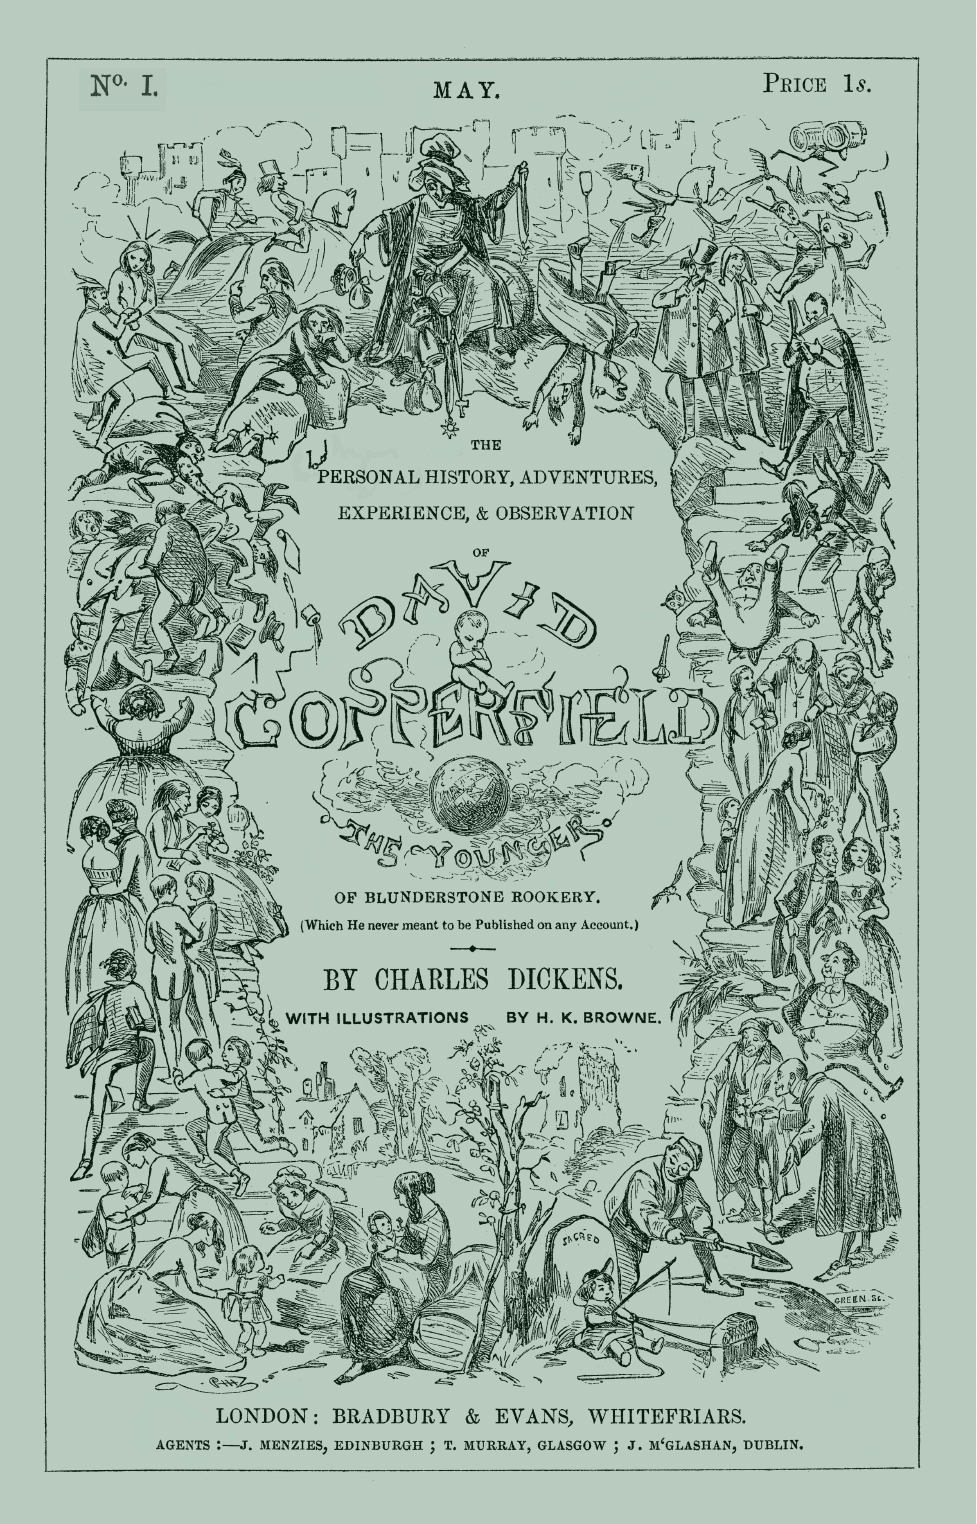 No. I.
MAY.
PRICE 1s.
THE
PERSONAL HISTORY, ADVENTURES,
EXPERIENCE, & OBSERVATION
OF
DAVID
COPPERFIELD
THE YOUNGER.
OF BLUNDERSTONE ROOKERY.
(Which He never meant to be Published on any Account.)
BY CHARLES DICKENS.
WITH ILLUSTRATIONS BY H. K. BROWNE.
SACRED
GREEN. Sc.
PHIZ
LONDON: BRADBURY & EVANS, WHITEFRIARS.
AGENTS :—J. MENZIES, EDINBURGH ; T. MURRAY, GLASGOW ; J. M‘GLASHAN, DUBLIN.